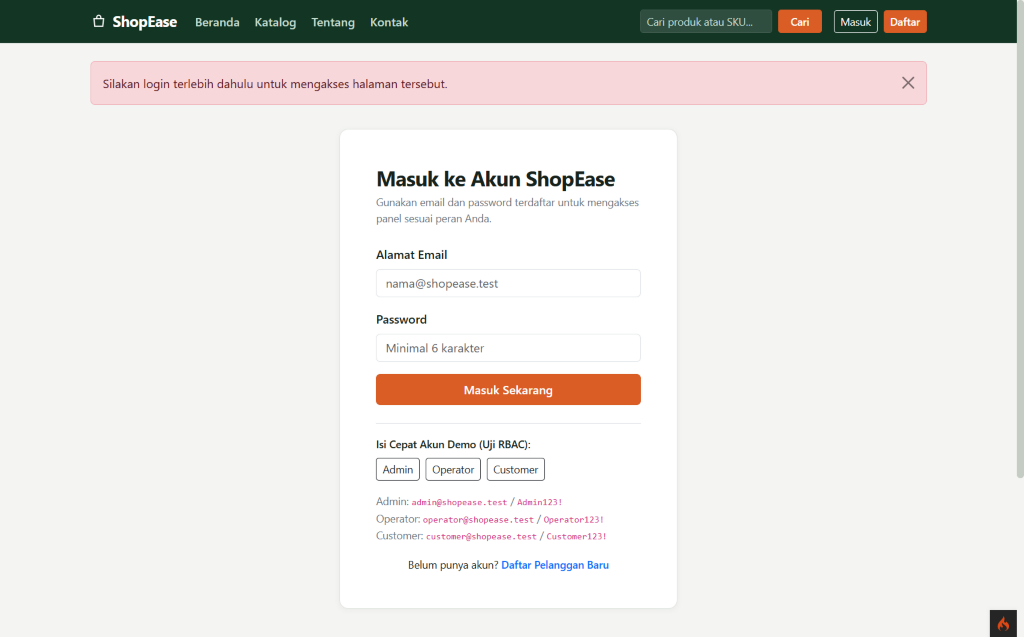 ShopEase Beranda Katalog Tentang Kontak Cari produk atau SKU... Cari Masuk Daftar
Silakan login terlebih dahulu untuk mengakses halaman tersebut.
Masuk ke Akun ShopEase
Gunakan email dan password terdaftar untuk mengakses
panel sesuai peran Anda.
Alamat Email
nama@shopease.test
Password
Minimal 6 karakter
Masuk Sekarang
Isi Cepat Akun Demo (Uji RBAC):
Admin Operator Customer
Admin: admin@shopease.test / Admin123!
Operator: operator@shopease.test / Operator123!
Customer: customer@shopease.test / Customer123!
Belum punya akun? Daftar Pelanggan Baru